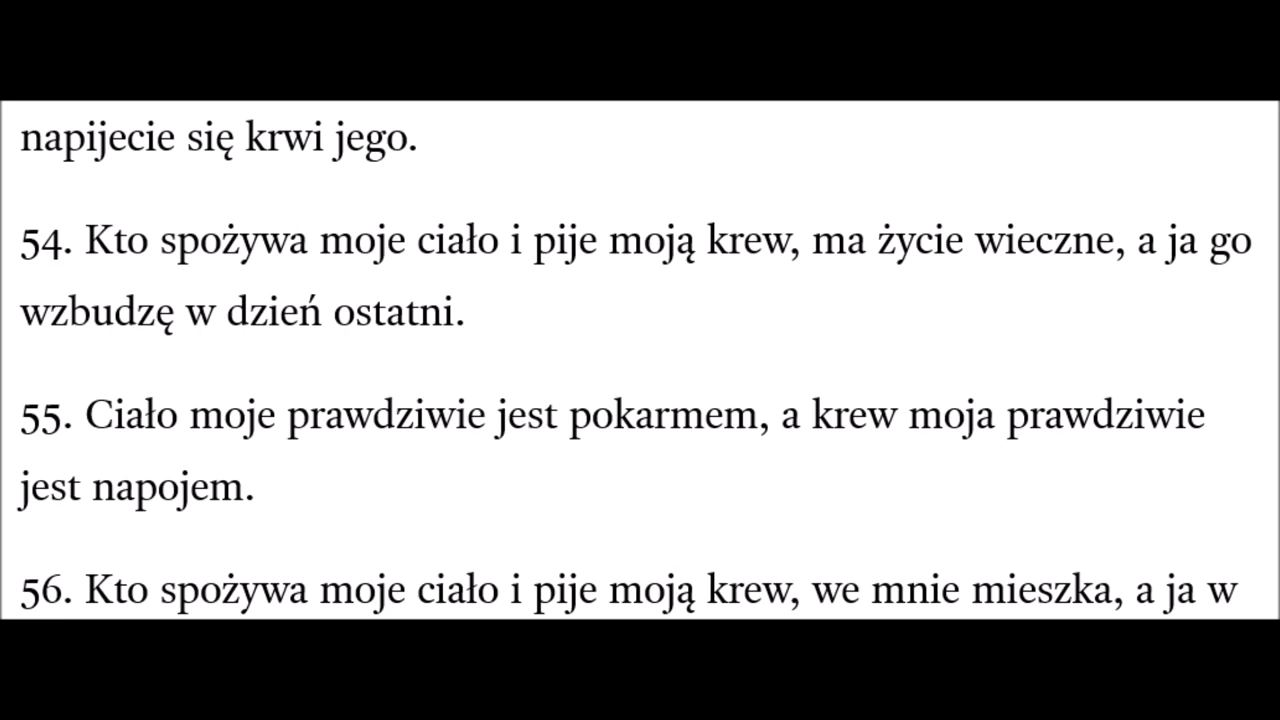 napijecie się krwi jego.
54. Kto spożywa moje ciało i pije moją krew, ma życie wieczne, a ja go
wzbudzę w dzień ostatni.
55. Ciało moje prawdziwie jest pokarmem, a krew moja prawdziwie
jest napojem.
56. Kto spożywa moje ciało i pije moją krew, we mnie mieszka, a ja w